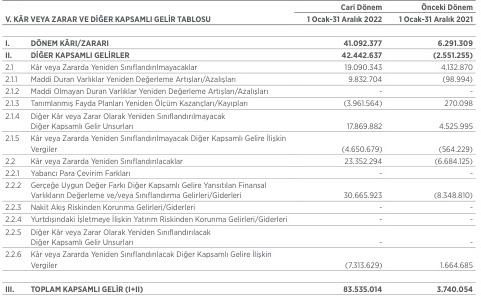 Cari Dönem Önceki Dönem
V. KÂR VEYA ZARAR VE DİĞER KAPSAMLI GELİR TABLOSU 1 Ocak-31 Aralık 2022 1 Ocak-31 Aralık 2021
I. DÖNEM KÂRI/ZARARI 41.092.377 6.291.309
II. DİĞER KAPSAMLI GELİRLER 42.442.637 (2.551.255)
2.1 Kâr veya Zararda Yeniden Sınıflandırılmayacaklar 19.090.343 4.132.870
2.1.1 Maddi Duran Varlıklar Yeniden Değerleme Artışları/Azalışları 9.832.704 (98.994)
2.1.2 Maddi Olmayan Duran Varlıklar Yeniden Değerleme Artışları/Azalışları - -
2.1.3 Tanımlanmış Fayda Planları Yeniden Ölçüm Kazançları/Kayıpları (3.961.564) 270.098
2.1.4 Diğer Kâr veya Zarar Olarak Yeniden Sınıflandırılmayacak
Diğer Kapsamlı Gelir Unsurları 17.869.882 4.525.995
2.1.5 Kâr veya Zararda Yeniden Sınıflandırılmayacak Diğer Kapsamlı Gelire İlişkin
Vergiler (4.650.679) (564.229)
2.2 Kâr veya Zararda Yeniden Sınıflandırılacaklar 23.352.294 (6.684.125)
2.2.1 Yabancı Para Çevirim Farkları - -
2.2.2 Gerçeğe Uygun Değer Farkı Diğer Kapsamlı Gelire Yansıtılan Finansal
Varlıkların Değerleme ve/veya Sınıflandırma Gelirleri/Giderleri 30.665.923 (8.348.810)
2.2.3 Nakit Akış Riskinden Korunma Gelirleri/Giderleri - -
2.2.4 Yurtdışındaki İşletmeye İlişkin Yatırım Riskinden Korunma Gelirleri/Giderleri - -
2.2.5 Diğer Kâr veya Zarar Olarak Yeniden Sınıflandırılacak
Diğer Kapsamlı Gelir Unsurları - -
2.2.6 Kâr veya Zararda Yeniden Sınıflandırılacak Diğer Kapsamlı Gelire İlişkin
Vergiler (7.313.629) 1.664.685
III. TOPLAM KAPSAMLI GELİR (I+II) 83.535.014 3.740.054